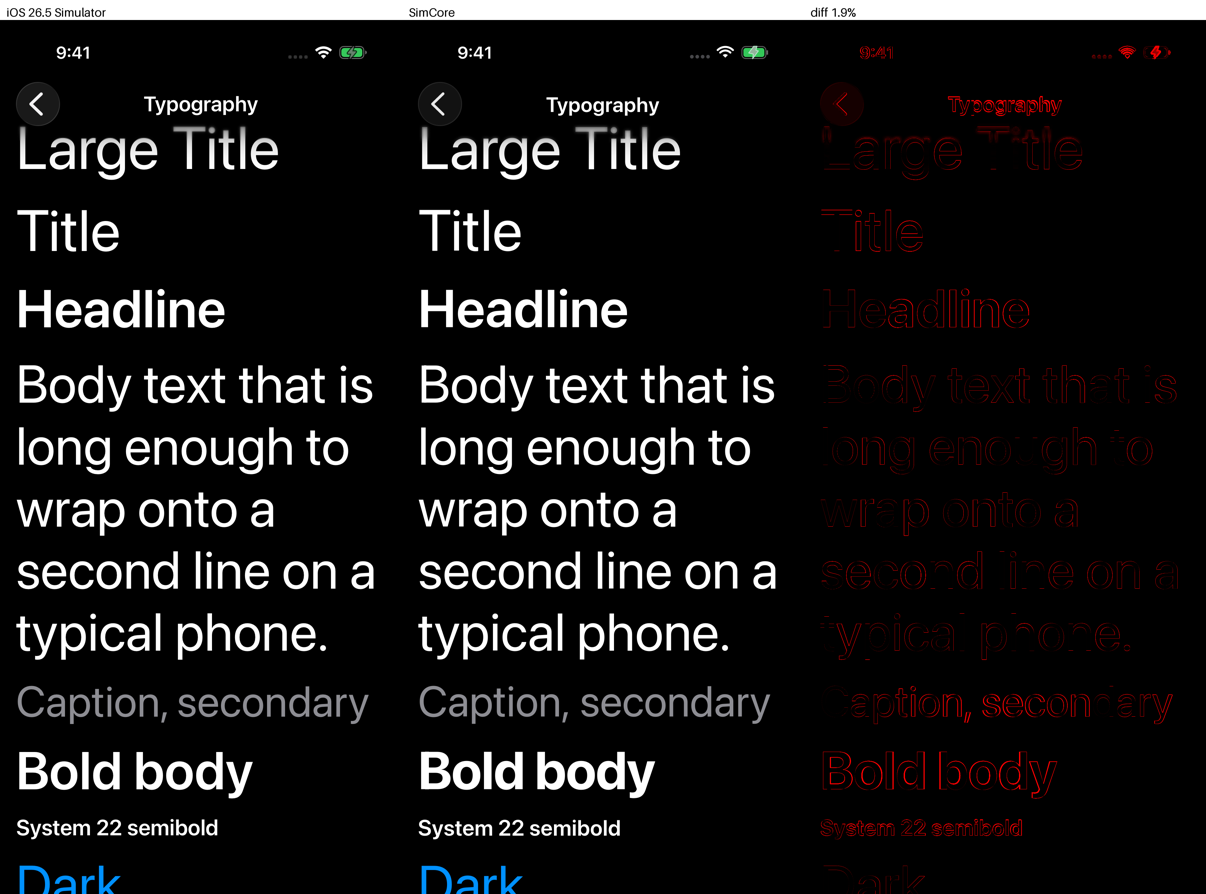 iOS 26.5 Simulator
SimCore
diff 1.9%
9:41
Typography
Large Title
Title
Headline
Body text that is
long enough to
wrap onto a
second line on a
typical phone.
Caption, secondary
Bold body
System 22 semibold
Dark
9:41
Typography
Large Title
Title
Headline
Body text that is
long enough to
wrap onto a
second line on a
typical phone.
Caption, secondary
Bold body
System 22 semibold
Dark
9:41
Typography
Large Title
Title
Headline
Body text that is
long enough to
wrap onto a
second line on a
typical phone.
Caption, secondary
Bold body
System 22 semibold
Dark